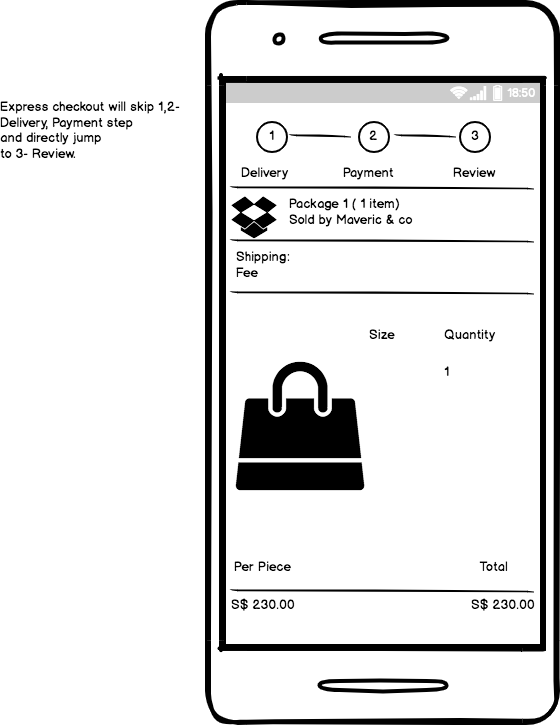 Express checkout will skip 1,2-
Delivery, Payment step
and directly jump
to 3- Review.
18:50
1 2 3
Delivery Payment Review
Package 1 ( 1 item)
Sold by Maveric & co
Shipping:
Fee
Size Quantity
1
Per Piece Total
S$ 230.00 S$ 230.00